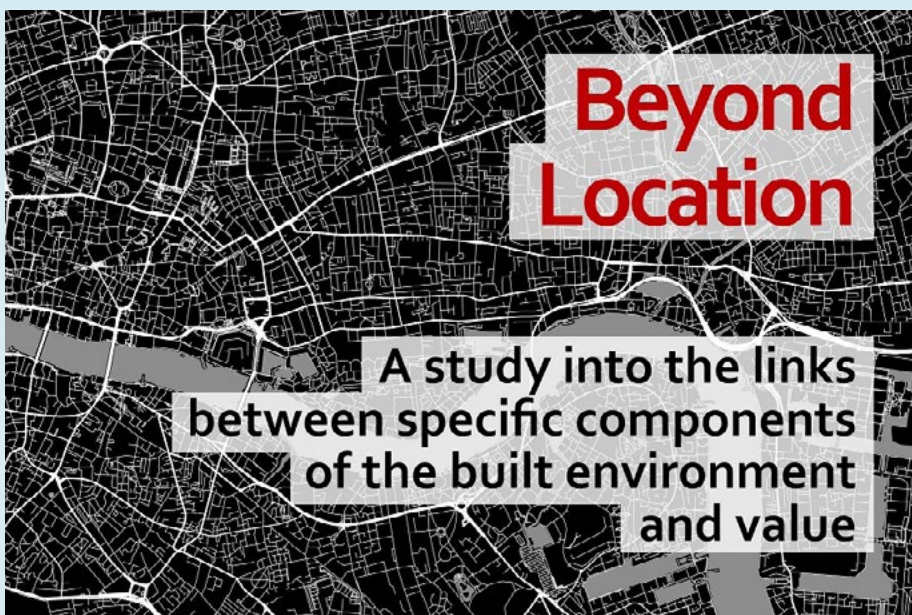 Beyond
Location
A study into the links
between specific components
of the built environment
and value